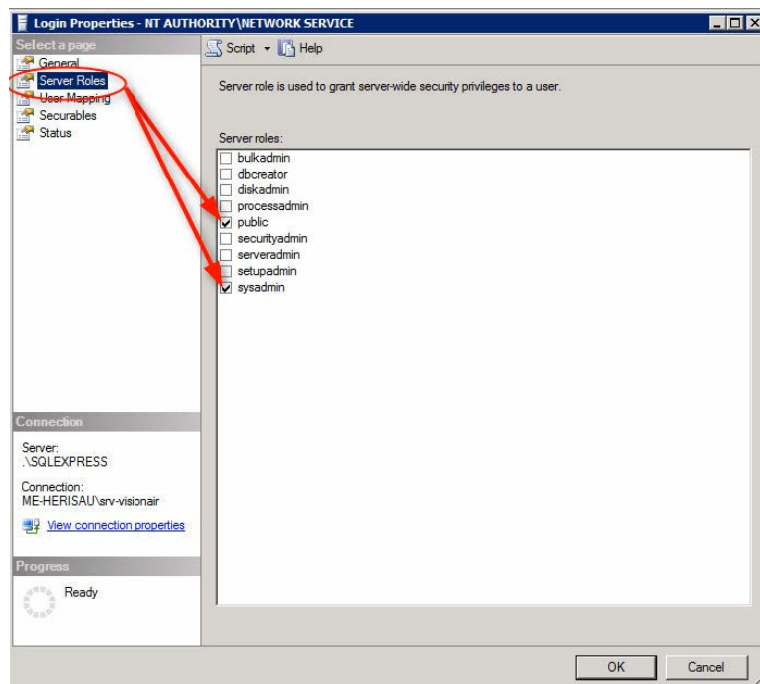 Login Properties - NT AUTHORITY\NETWORK SERVICE
Select a page
General
Server Roles
User Mapping
Securables
Status
Script
Help
Server role is used to grant server-wide security privileges to a user.
Server roles:
bulkadmin
dbcreator
diskadmin
processadmin
public
securityadmin
serveradmin
setupadmin
sysadmin
Connection
Server:
.\SQLEXPRESS
Connection:
ME-HERISAU\srv-visionair
View connection properties
Progress
Ready
OK
Cancel